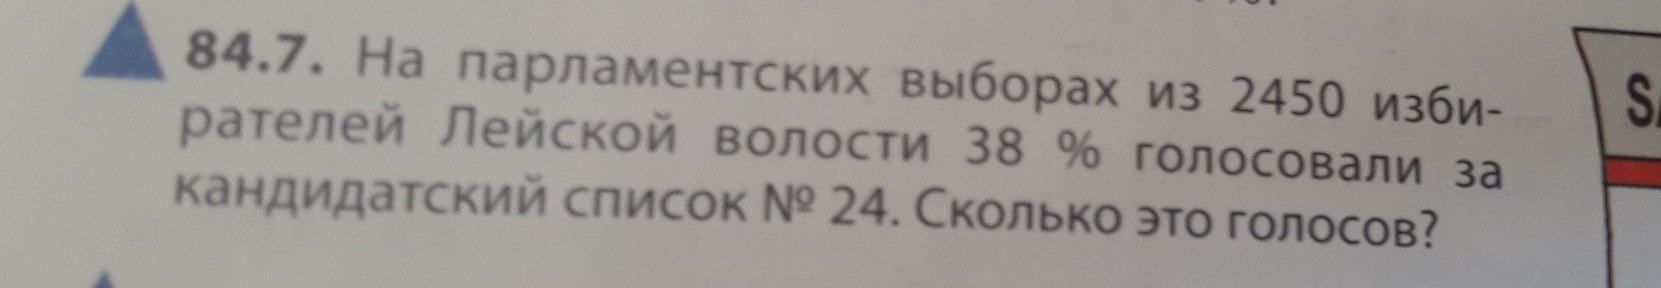 84.7. На парламентских выборах из 2450 изби-
рателей Лейской волости 38 % голосовали за
кандидатский список № 24. Сколько это голосов?